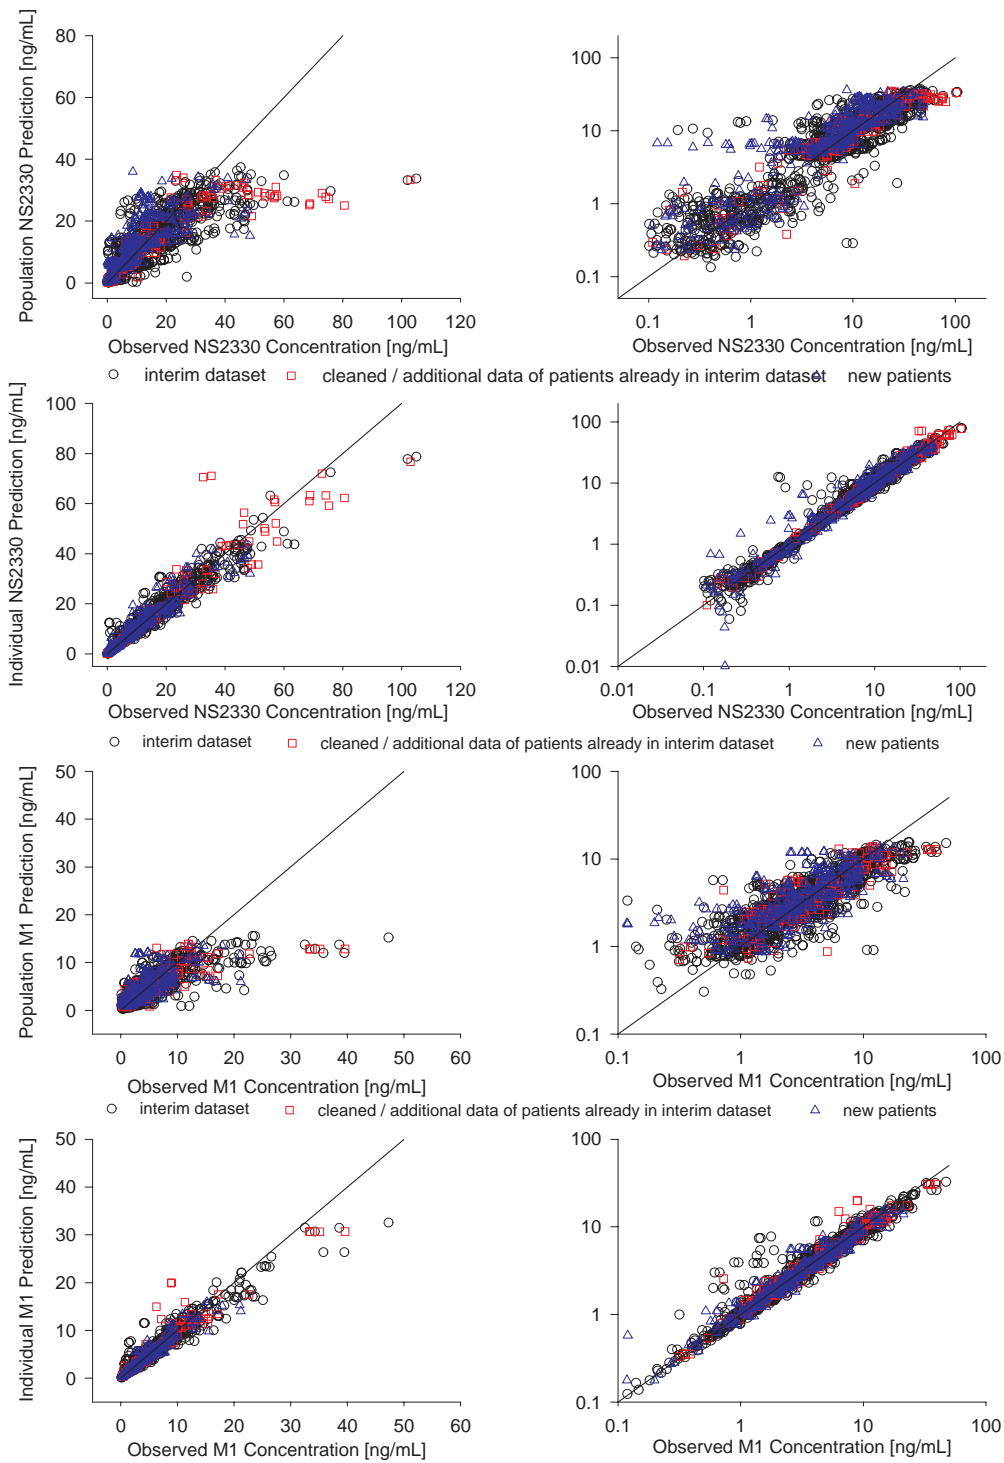 Population NS2330 Prediction [ng/mL]
80
60
40
20
0
0 20 40 60 80 100 120
Observed NS2330 Concentration [ng/mL]
100
10
1
0.1
0.1 1 10 100
Observed NS2330 Concentration [ng/mL]
interim dataset cleaned / additional data of patients already in interim dataset new patients
Individual NS2330 Prediction [ng/mL]
100
80
60
40
20
0
0 20 40 60 80 100 120
Observed NS2330 Concentration [ng/mL]
100
10
1
0.1
0.01
0.01 0.1 1 10 100
Observed NS2330 Concentration [ng/mL]
interim dataset cleaned / additional data of patients already in interim dataset new patients
Population M1 Prediction [ng/mL]
50
40
30
20
10
0
0 10 20 30 40 50 60
Observed M1 Concentration [ng/mL]
100
10
1
0.1
0.1 1 10 100
Observed M1 Concentration [ng/mL]
interim dataset cleaned / additional data of patients already in interim dataset new patients
Individual M1 Prediction [ng/mL]
50
40
30
20
10
0
0 10 20 30 40 50 60
Observed M1 Concentration [ng/mL]
100
10
1
0.1
0.1 1 10 100
Observed M1 Concentration [ng/mL]